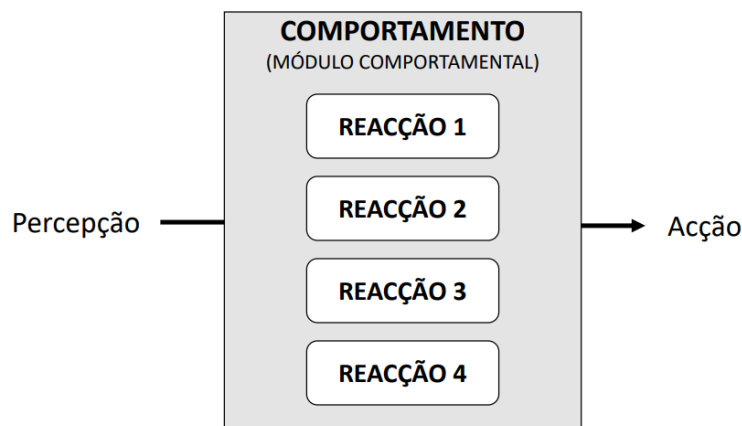 COMPORTAMENTO
(MÓDULO COMPORTAMENTAL)
REACÇÃO 1
REACÇÃO 2
Percepção
Acção
REACÇÃO 3
REACÇÃO 4